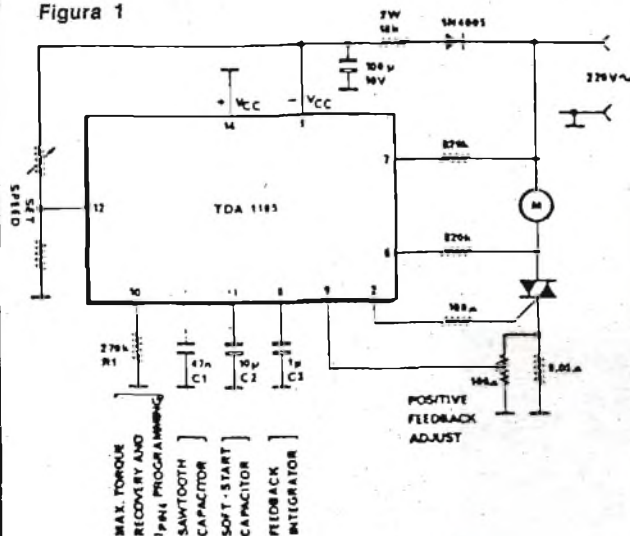 Figura 1
2W
18k
1N4005
100μ
16V
220V~
+ VCC
- VCC
14
1
7
820k
SET
SPEED
12
TDA 1185
M
6
820k
10
11
8
9
2
100Ω
270k
R1
47n
C1
10μ
C2
1μ
C3
100Ω
0,05Ω
POSITIVE
FEEDBACK
ADJUST
MAX. TORQUE
RECOVERY AND
PROGRAMMING
SAWTOOTH
CAPACITOR
SOFT-START
CAPACITOR
FEEDBACK
INTEGRATOR